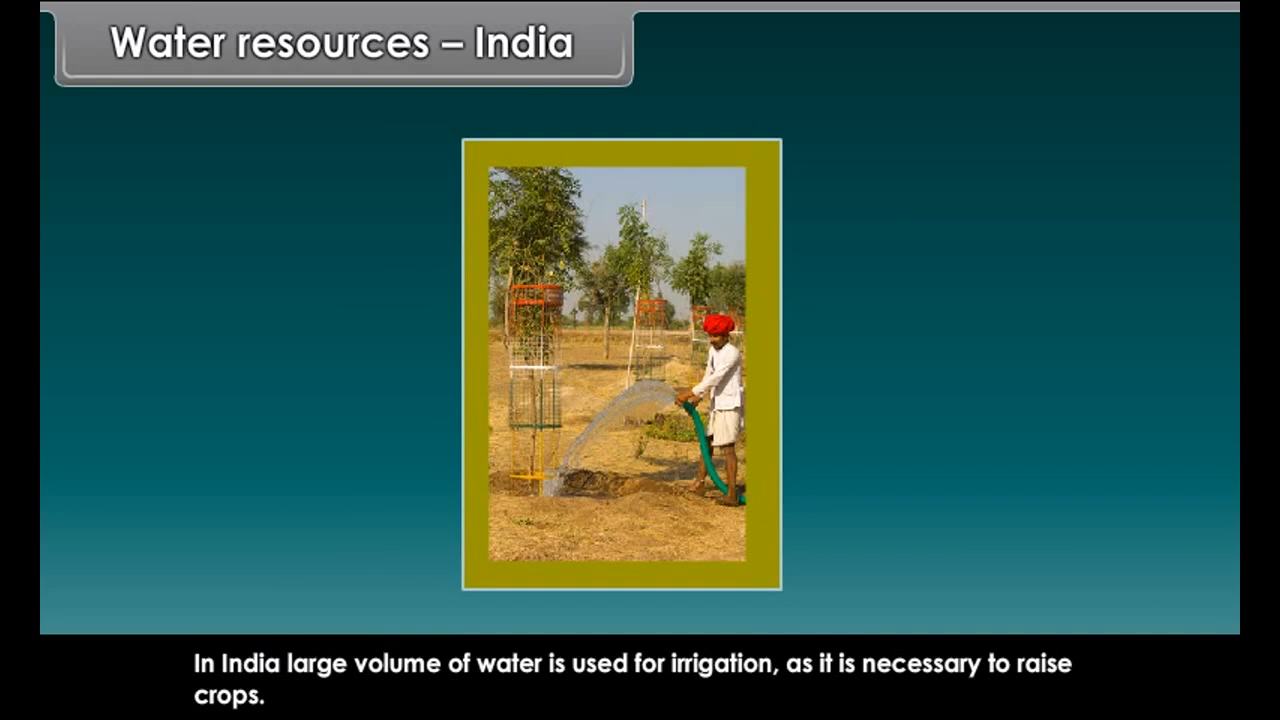 Water resources – India
In India large volume of water is used for irrigation, as it is necessary to raise
crops.